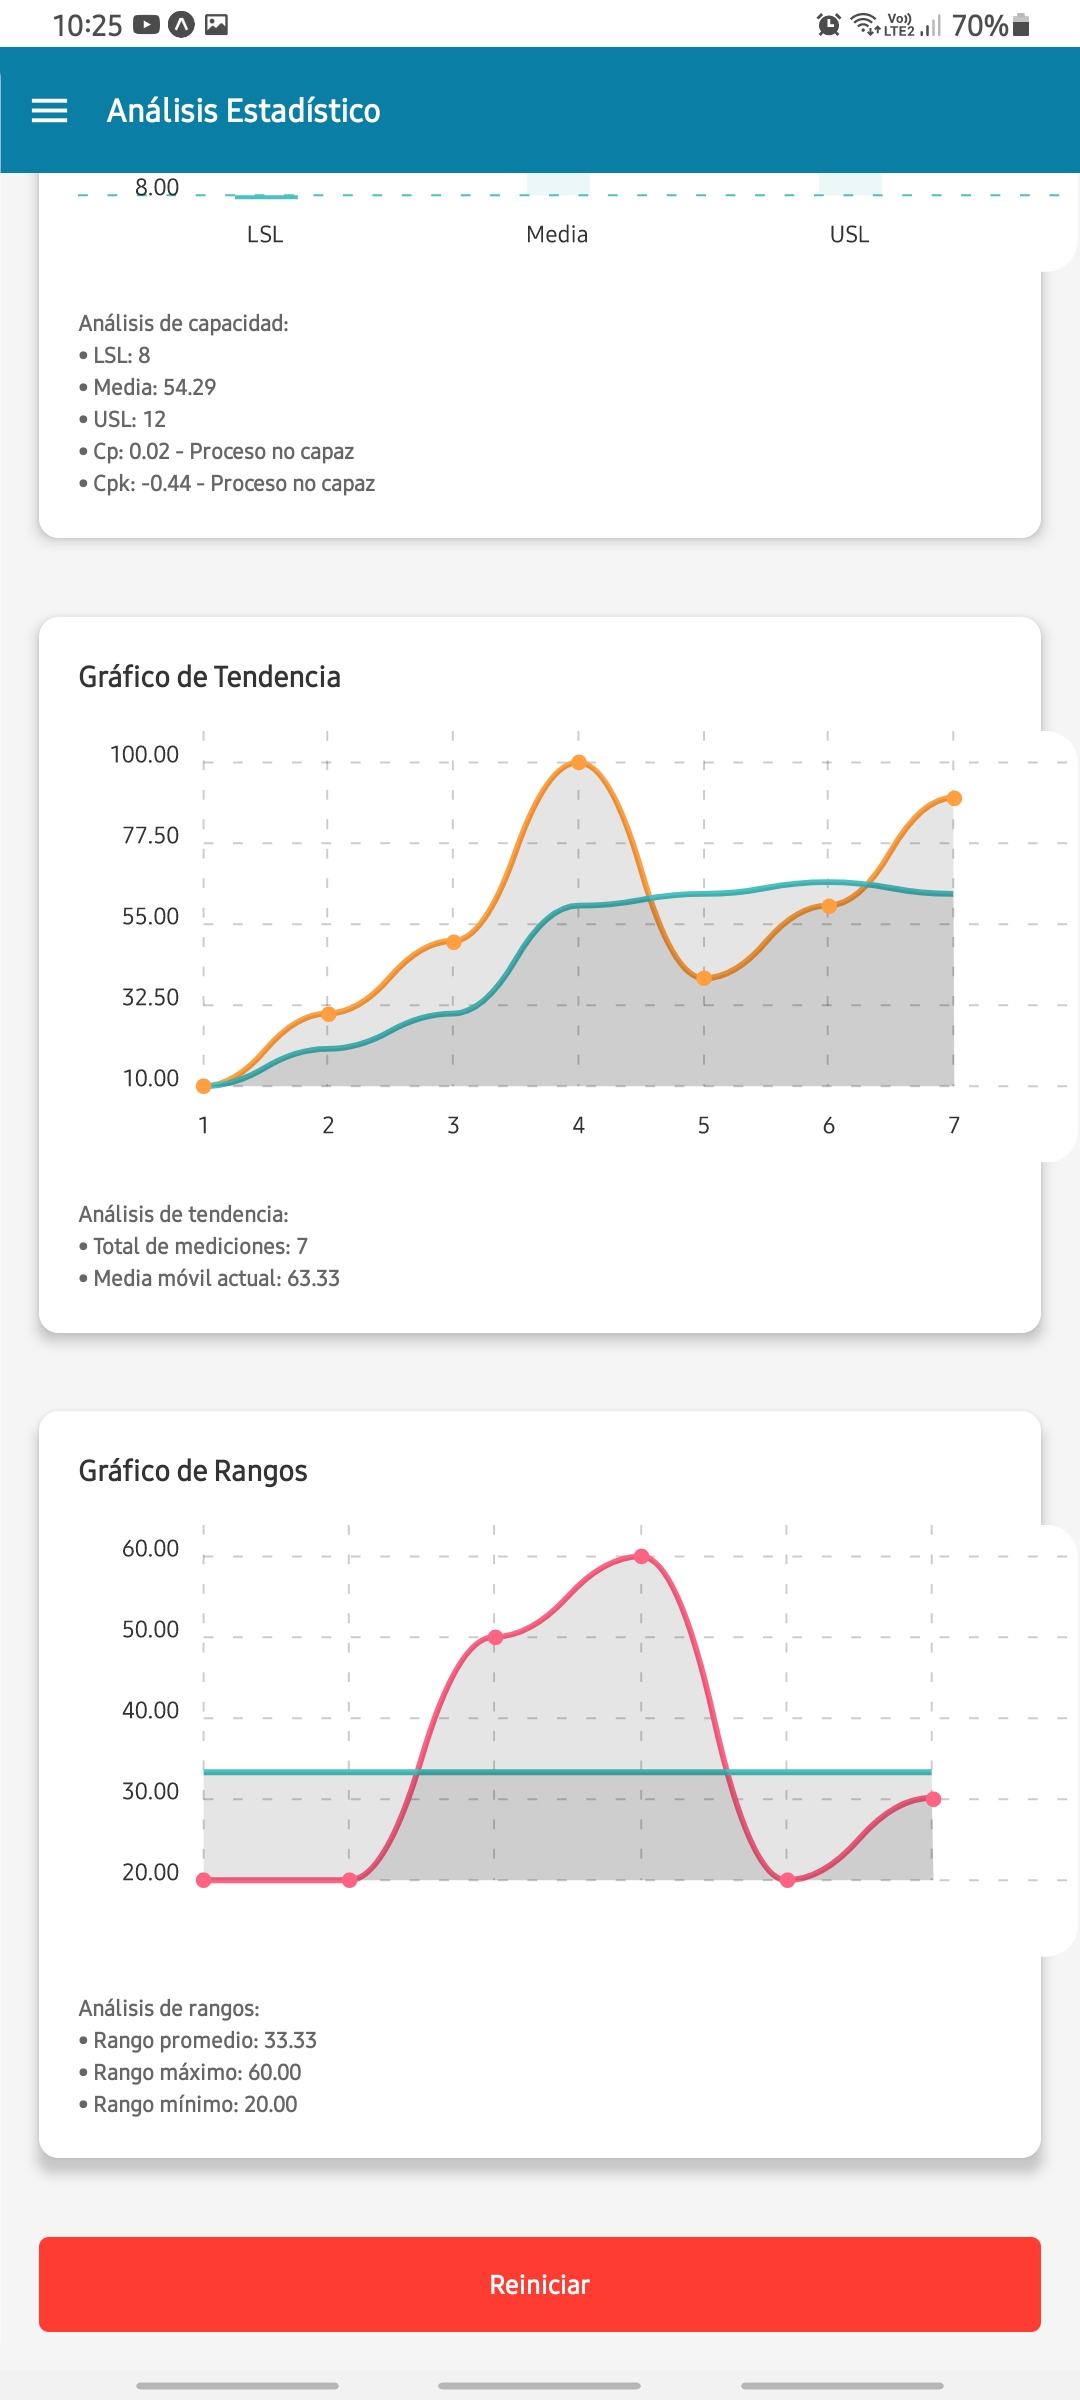 10:25 Vo)) LTE2 70%
Análisis Estadístico
8.00
LSL Media USL
Análisis de capacidad:
• LSL: 8
• Media: 54.29
• USL: 12
• Cp: 0.02 - Proceso no capaz
• Cpk: -0.44 - Proceso no capaz
Gráfico de Tendencia
100.00
77.50
55.00
32.50
10.00
1 2 3 4 5 6 7
Análisis de tendencia:
• Total de mediciones: 7
• Media móvil actual: 63.33
Gráfico de Rangos
60.00
50.00
40.00
30.00
20.00
Análisis de rangos:
• Rango promedio: 33.33
• Rango máximo: 60.00
• Rango mínimo: 20.00
Reiniciar